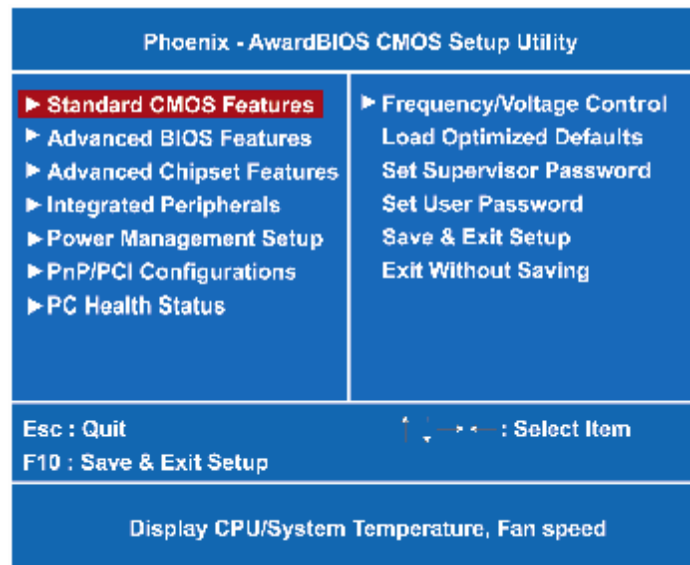 Phoenix - AwardBIOS CMOS Setup Utility
▶ Standard CMOS Features
▶ Advanced BIOS Features
▶ Advanced Chipset Features
▶ Integrated Peripherals
▶ Power Management Setup
▶ PnP/PCI Configurations
▶ PC Health Status
▶ Frequency/Voltage Control
Load Optimized Defaults
Set Supervisor Password
Set User Password
Save & Exit Setup
Exit Without Saving
Esc : Quit
↑ ↓ → ← : Select Item
F10 : Save & Exit Setup
Display CPU/System Temperature, Fan speed